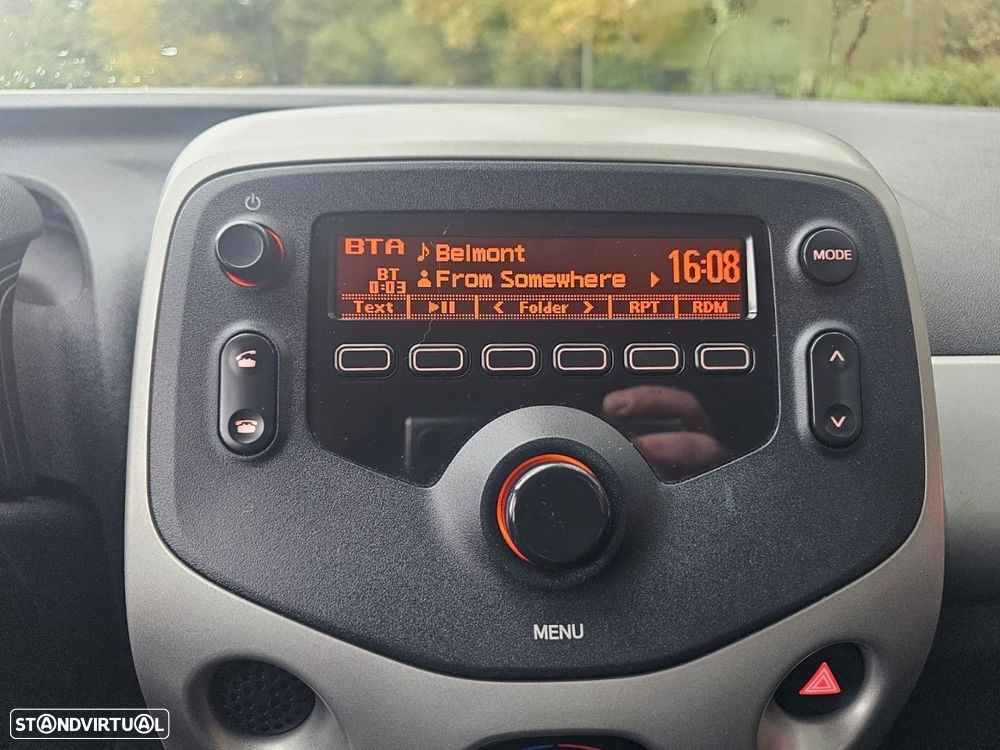 BTA ♪ Belmont 16:08
BT From Somewhere
0:03
Text ▶II < Folder > RPT RDM
MODE
MENU
STANDVIRTUAL